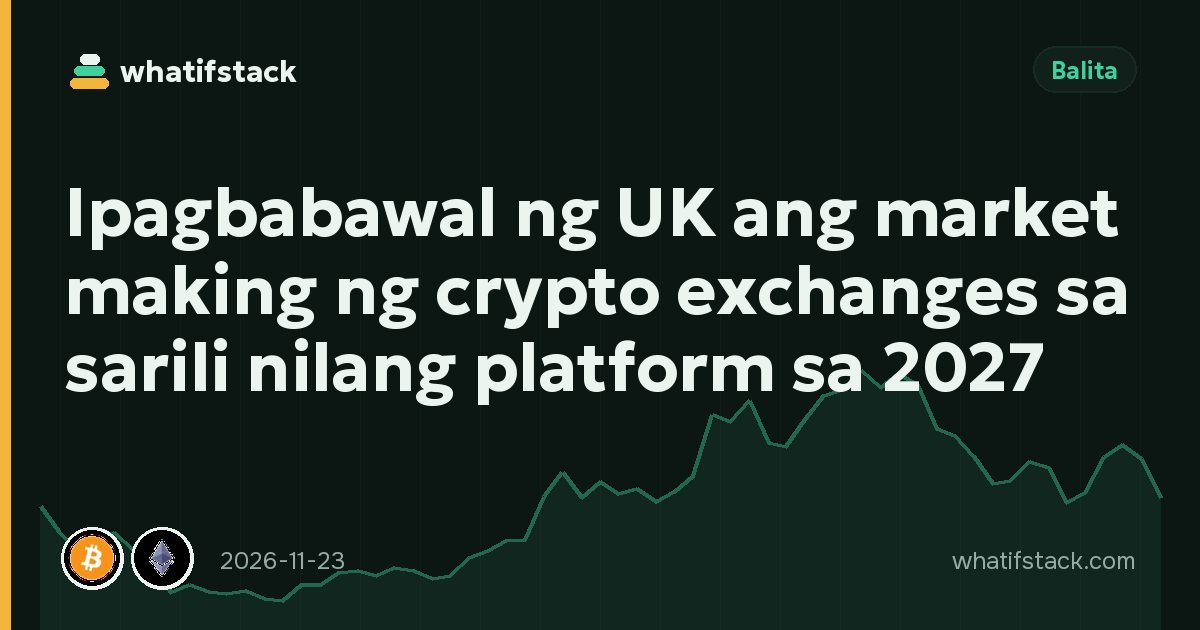 whatifstack
Balita
Ipagbabawal ng UK ang market
making ng crypto exchanges sa
sarili nilang platform sa 2027
2026-11-23
whatifstack.com